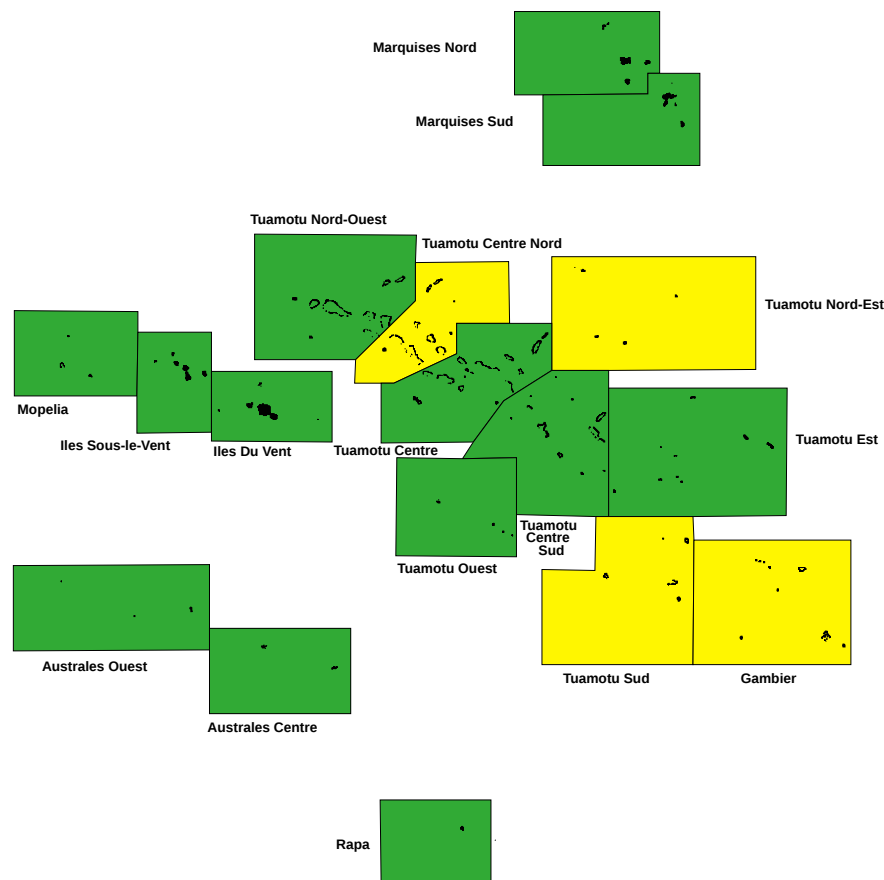 Marquises Nord
Marquises Sud
Tuamotu Nord-Ouest
Tuamotu Centre Nord
Tuamotu Nord-Est
Mopelia
Iles Sous-le-Vent
Iles Du Vent
Tuamotu Centre
Tuamotu Est
Tuamotu
Centre
Sud
Tuamotu Ouest
Australes Ouest
Tuamotu Sud
Gambier
Australes Centre
Rapa